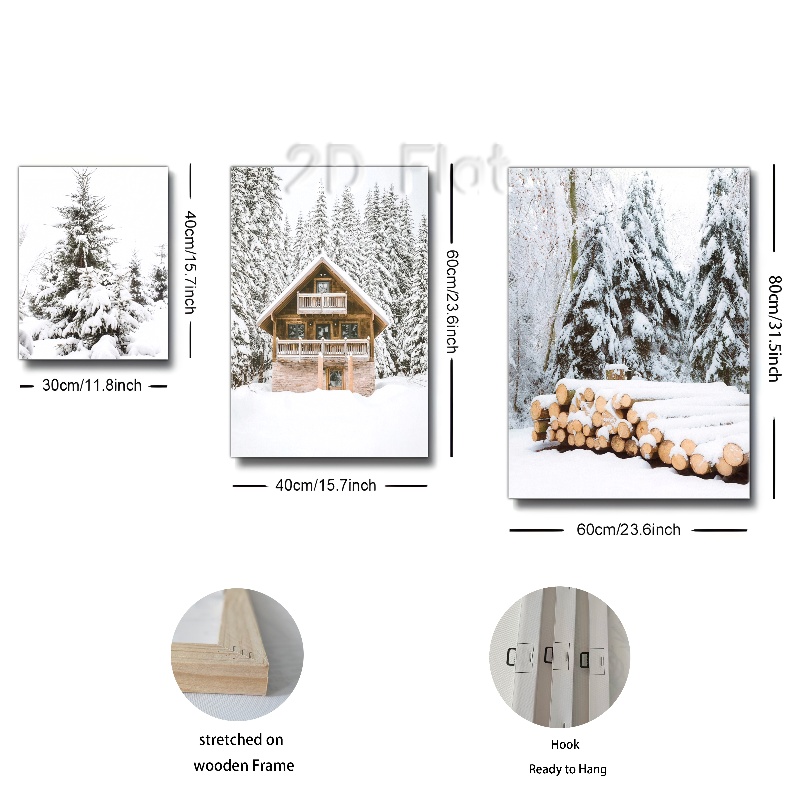 2D Flat
40cm/15.7inch
30cm/11.8inch
60cm/23.6inch
40cm/15.7inch
80cm/31.5inch
60cm/23.6inch
stretched on
wooden Frame
Hook
Ready to Hang